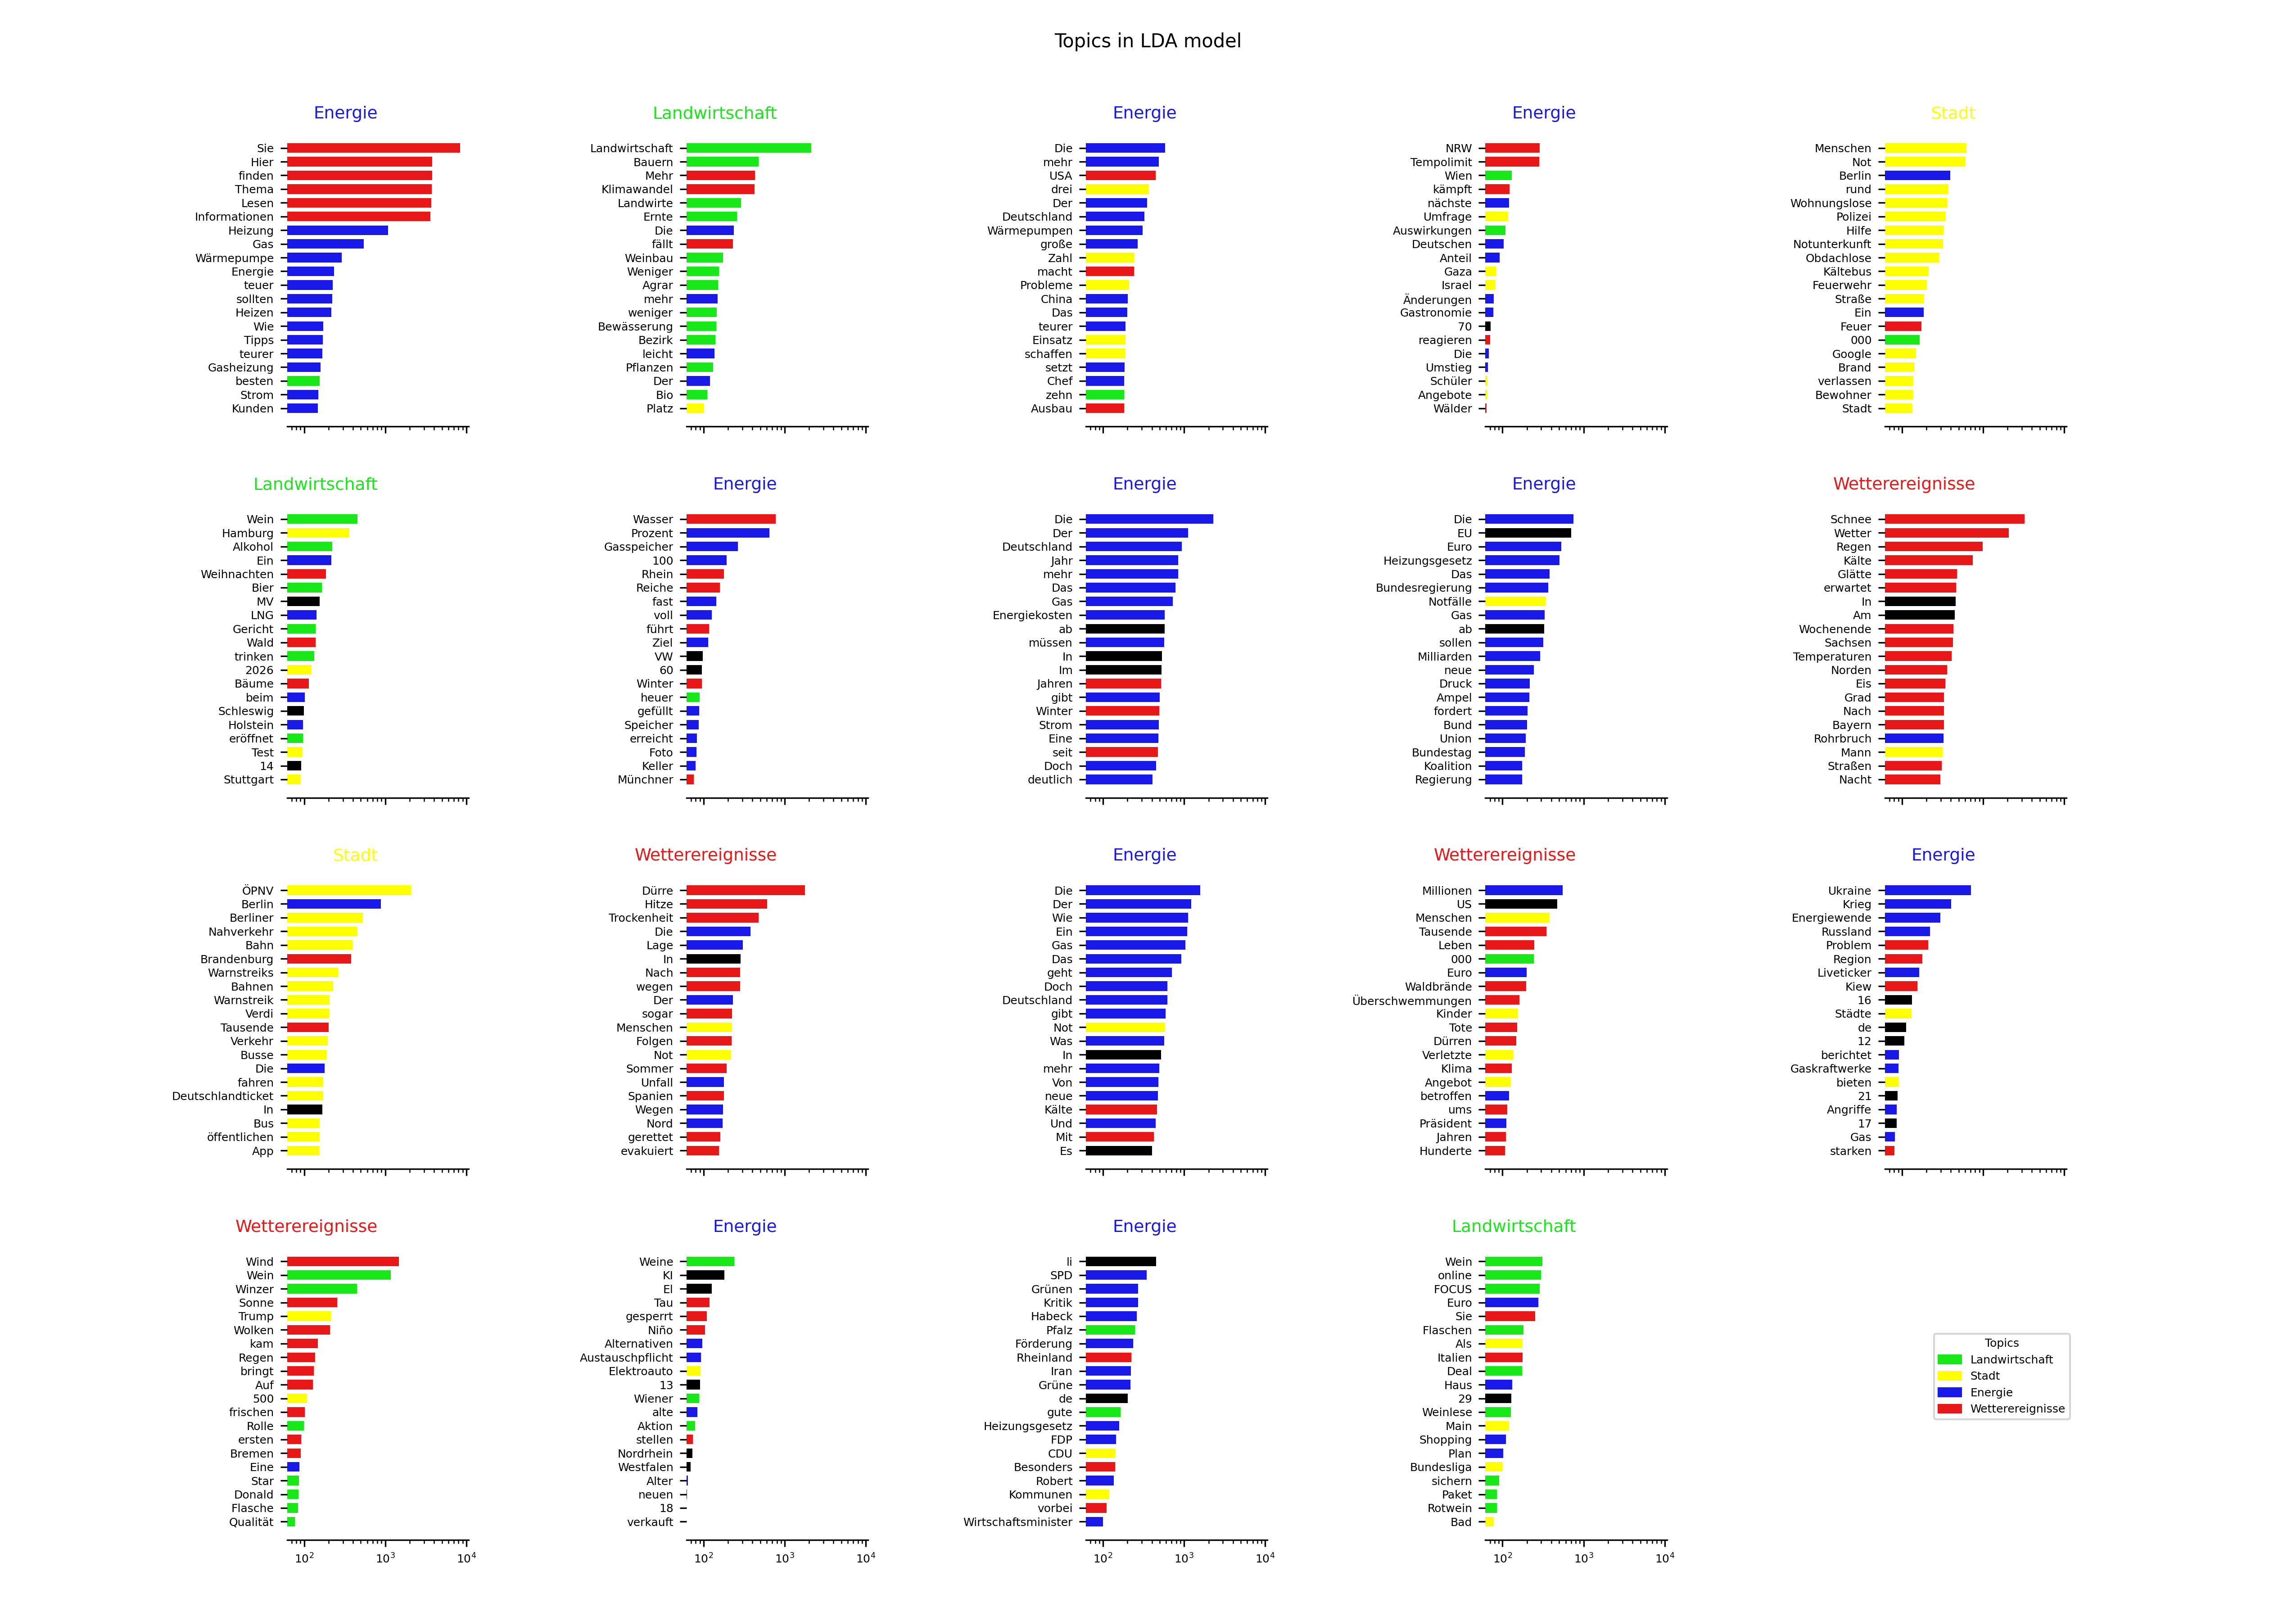 Topics in LDA model
Energie
Sie
Hier
finden
Thema
Lesen
Informationen
Heizung
Gas
Wärmepumpe
Energie
teuer
sollten
Heizen
Wie
Tipps
teurer
Gasheizung
besten
Strom
Kunden
Landwirtschaft
Landwirtschaft
Bauern
Mehr
Klimawandel
Landwirte
Ernte
Die
fällt
Weinbau
Weniger
Agrar
mehr
weniger
Bewässerung
Bezirk
leicht
Pflanzen
Der
Bio
Platz
Energie
Die
mehr
USA
drei
Der
Deutschland
Wärmepumpen
große
Zahl
macht
Probleme
China
Das
teurer
Einsatz
schaffen
setzt
Chef
zehn
Ausbau
Energie
NRW
Tempolimit
Wien
kämpft
nächste
Umfrage
Auswirkungen
Deutschen
Anteil
Gaza
Israel
Änderungen
Gastronomie
70
reagieren
Die
Umstieg
Schüler
Angebote
Wälder
Stadt
Menschen
Not
Berlin
rund
Wohnungslose
Polizei
Hilfe
Notunterkunft
Obdachlose
Kältebus
Feuerwehr
Straße
Ein
Feuer
000
Google
Brand
verlassen
Bewohner
Stadt
Landwirtschaft
Wein
Hamburg
Alkohol
Ein
Weihnachten
Bier
MV
LNG
Gericht
Wald
trinken
2026
Bäume
beim
Schleswig
Holstein
eröffnet
Test
14
Stuttgart
Energie
Wasser
Prozent
Gasspeicher
100
Rhein
Reiche
fast
voll
führt
Ziel
VW
60
Winter
heuer
gefüllt
Speicher
erreicht
Foto
Keller
Münchner
Energie
Die
Der
Deutschland
Jahr
mehr
Das
Gas
Energiekosten
ab
müssen
In
Im
Jahren
gibt
Winter
Strom
Eine
seit
Doch
deutlich
Energie
Die
EU
Euro
Heizungsgesetz
Das
Bundesregierung
Notfälle
Gas
ab
sollen
Milliarden
neue
Druck
Ampel
fordert
Bund
Union
Bundestag
Koalition
Regierung
Wetterereignisse
Schnee
Wetter
Regen
Kälte
Glätte
erwartet
In
Am
Wochenende
Sachsen
Temperaturen
Norden
Eis
Grad
Nach
Bayern
Rohrbruch
Mann
Straßen
Nacht
Stadt
ÖPNV
Berlin
Berliner
Nahverkehr
Bahn
Brandenburg
Warnstreiks
Bahnen
Warnstreik
Verdi
Tausende
Verkehr
Busse
Die
fahren
Deutschlandticket
In
Bus
öffentlichen
App
Wetterereignisse
Dürre
Hitze
Trockenheit
Die
Lage
In
Nach
wegen
Der
sogar
Menschen
Folgen
Not
Sommer
Unfall
Spanien
Wegen
Nord
gerettet
evakuiert
Energie
Die
Der
Wie
Ein
Gas
Das
geht
Doch
Deutschland
gibt
Not
Was
In
mehr
Von
neue
Kälte
Und
Mit
Es
Wetterereignisse
Millionen
US
Menschen
Tausende
Leben
000
Euro
Waldbrände
Überschwemmungen
Kinder
Tote
Dürren
Verletzte
Klima
Angebot
betroffen
ums
Präsident
Jahren
Hunderte
Energie
Ukraine
Krieg
Energiewende
Russland
Problem
Region
Liveticker
Kiew
16
Städte
de
12
berichtet
Gaskraftwerke
bieten
21
Angriffe
17
Gas
starken
Wetterereignisse
Wind
Wein
Winzer
Sonne
Trump
Wolken
kam
Regen
bringt
Auf
500
frischen
Rolle
ersten
Bremen
Eine
Star
Donald
Flasche
Qualität
10² 10³ 10⁴
Energie
Weine
KI
El
Tau
gesperrt
Niño
Alternativen
Austauschpflicht
Elektroauto
13
Wiener
alte
Aktion
stellen
Nordrhein
Westfalen
Alter
neuen
18
verkauft
10² 10³ 10⁴
Energie
li
SPD
Grünen
Kritik
Habeck
Pfalz
Förderung
Rheinland
Iran
Grüne
de
gute
Heizungsgesetz
FDP
CDU
Besonders
Robert
Kommunen
vorbei
Wirtschaftsminister
10² 10³ 10⁴
Landwirtschaft
Wein
online
FOCUS
Euro
Sie
Flaschen
Als
Italien
Deal
Haus
29
Weinlese
Main
Shopping
Plan
Bundesliga
sichern
Paket
Rotwein
Bad
10² 10³ 10⁴
Topics
Landwirtschaft
Stadt
Energie
Wetterereignisse